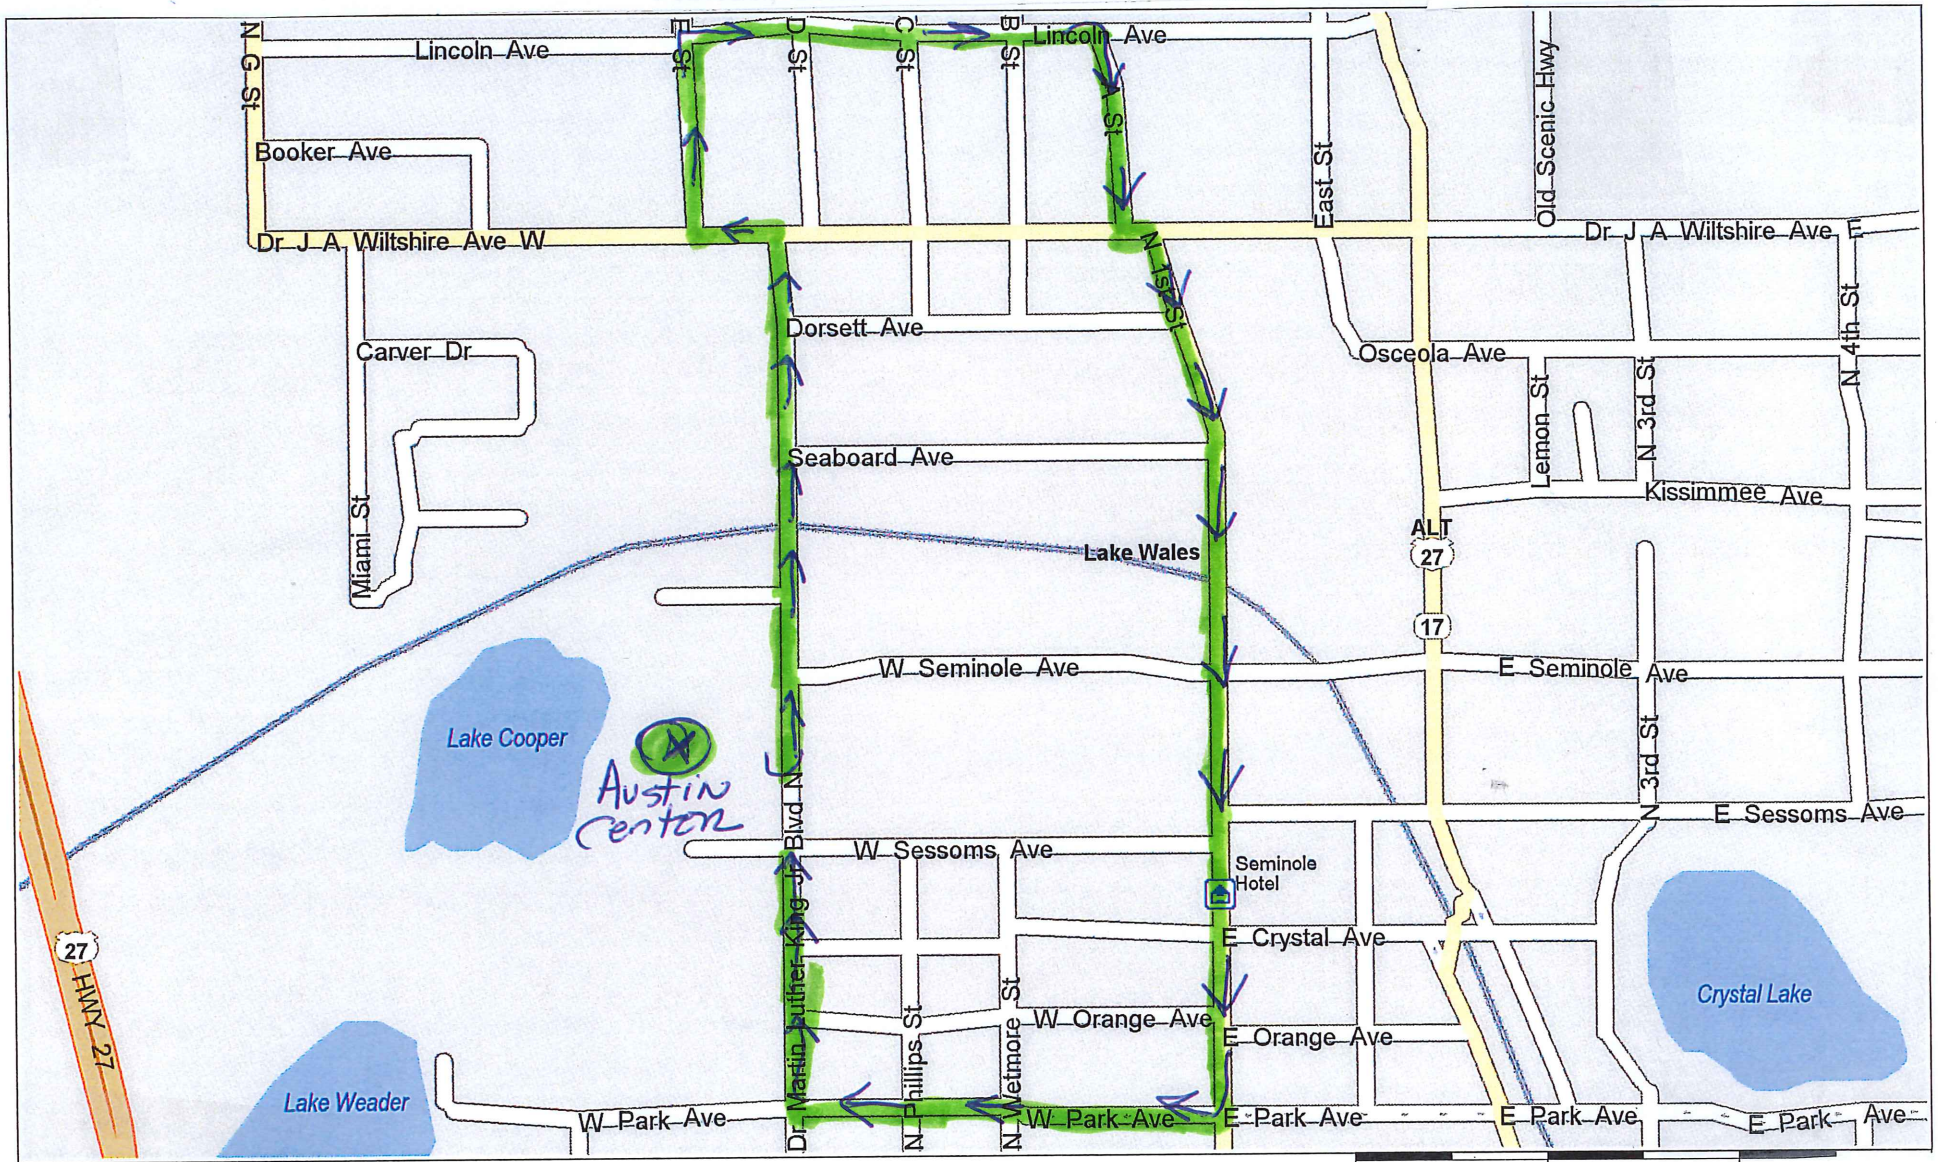 N G St
Lincoln Ave
E St
D St
C St
B St
Lincoln Ave
A St
East St
Old Scenic Hwy
Booker Ave
Dr J A Wiltshire Ave W
Dr J A Wiltshire Ave E
N 1st St
N 4th St
Dorsett Ave
Carver Dr
Osceola Ave
Lemon St
N 3rd St
Seaboard Ave
Kissimmee Ave
Miami St
Lake Wales
ALT
27
17
W Seminole Ave
E Seminole Ave
Lake Cooper
Austin
Center
N 3rd St
Dr Martin Luther King Jr Blvd N
E Sessoms Ave
W Sessoms Ave
Seminole
Hotel
E Crystal Ave
27
HWY 27
Crystal Lake
N Phillips St
N Wetmore St
W Orange Ave
E Orange Ave
Lake Weader
W Park Ave
W Park Ave
E Park Ave
E Park Ave
E Park Ave